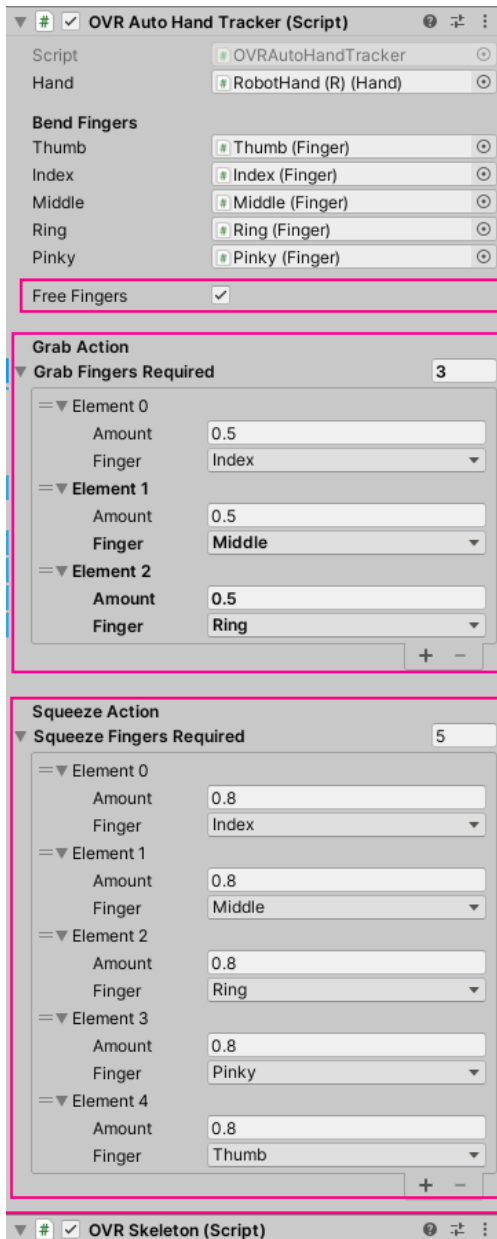 OVR Auto Hand Tracker (Script)
Script OVRAutoHandTracker
Hand RobotHand (R) (Hand)
Bend Fingers
Thumb Thumb (Finger)
Index Index (Finger)
Middle Middle (Finger)
Ring Ring (Finger)
Pinky Pinky (Finger)
Free Fingers
Grab Action
Grab Fingers Required 3
Element 0
Amount 0.5
Finger Index
Element 1
Amount 0.5
Finger Middle
Element 2
Amount 0.5
Finger Ring
+ −
Squeeze Action
Squeeze Fingers Required 5
Element 0
Amount 0.8
Finger Index
Element 1
Amount 0.8
Finger Middle
Element 2
Amount 0.8
Finger Ring
Element 3
Amount 0.8
Finger Pinky
Element 4
Amount 0.8
Finger Thumb
+ −
OVR Skeleton (Script)